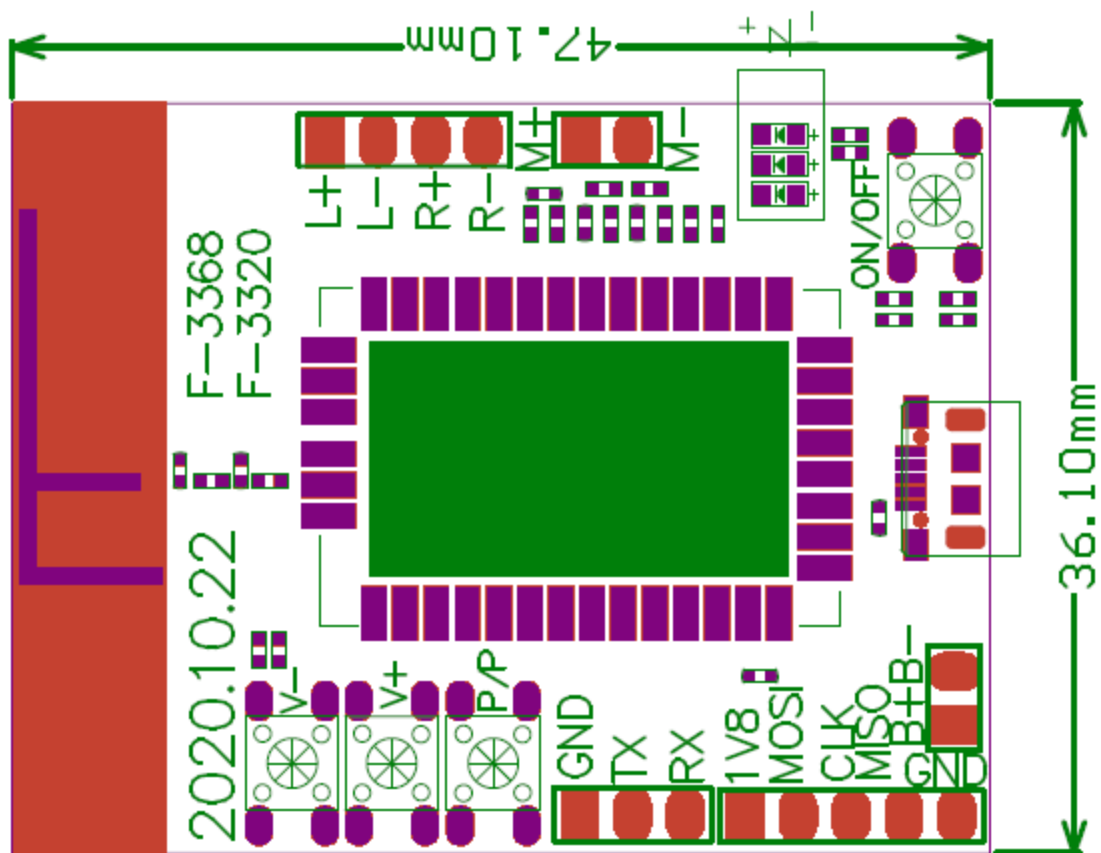 47.10mm
L+
L-
R+
R-
M+
M-
ON/OFF
F-3368
F-3320
36.10mm
2020.10.22
V-
V+
P/P
GND
TX
RX
1V8
MOSI
CLK
MISO
B+
B-
GND